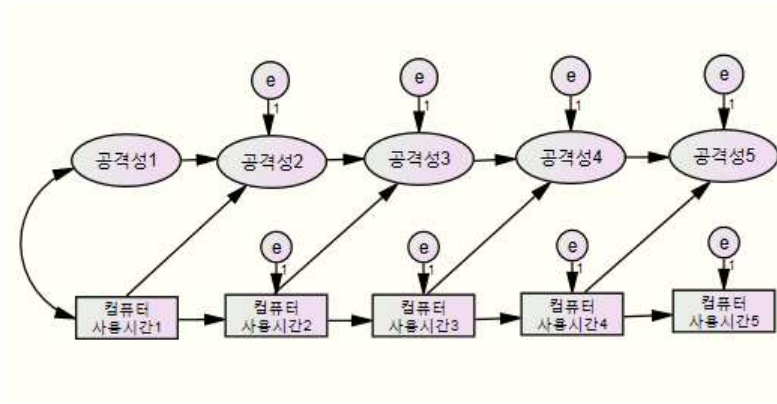 e e e e
1 1 1 1
공격성1 공격성2 공격성3 공격성4 공격성5
e e e e
1 1 1 1
컴퓨터 컴퓨터 컴퓨터 컴퓨터 컴퓨터
사용시간1 사용시간2 사용시간3 사용시간4 사용시간5